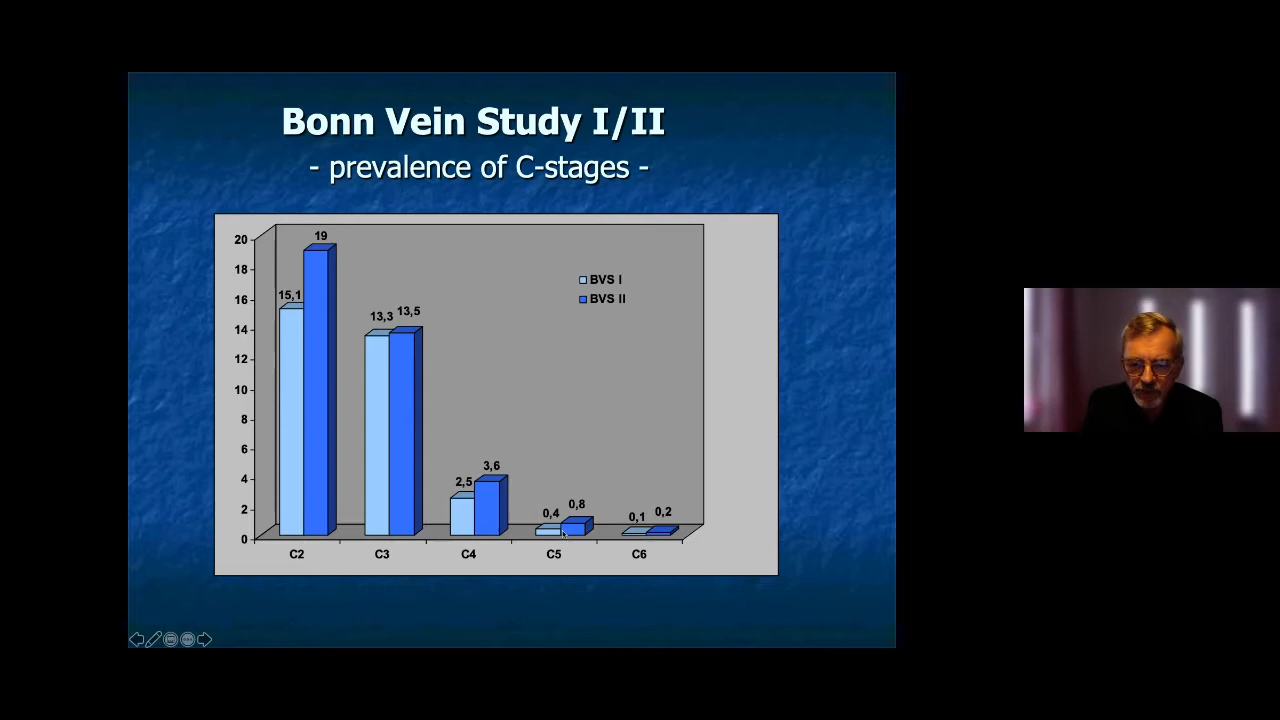 Bonn Vein Study I/II
- prevalence of C-stages -
20
18
16
14
12
10
8
6
4
2
0
15,1
19
13,3
13,5
2,5
3,6
0,4
0,8
0,1
0,2
BVS I
BVS II
C2
C3
C4
C5
C6